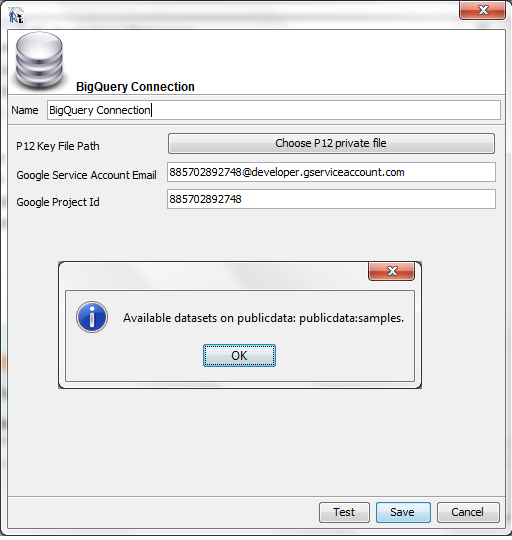 BigQuery Connection
Name BigQuery Connection
P12 Key File Path Choose P12 private file
Google Service Account Email 885702892748@developer.gserviceaccount.com
Google Project Id 885702892748
Available datasets on publicdata: publicdata:samples.
OK
Test Save Cancel